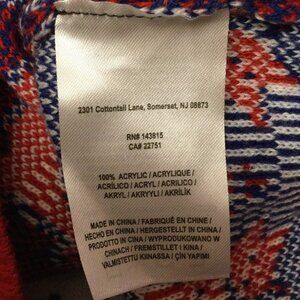 2301 Cottontail Lane, Somerset, NJ 08873
RN# 143815
CA# 22751
100% ACRYLIC / ACRYLIQUE /
ACRÍLICO / ACRYL / ACRILICO /
AKRYL / AKRYYLI / AKRİLİK
MADE IN CHINA / FABRIQUÉ EN CHINE /
HECHO EN CHINA / HERGESTELLT IN CHINA /
PRODOTTO IN CINA / WYPRODUKOWANO W
CHINACH / FREMSTILLET I KINA /
VALMISTETTU KIINASSA / ÇİN YAPIMI